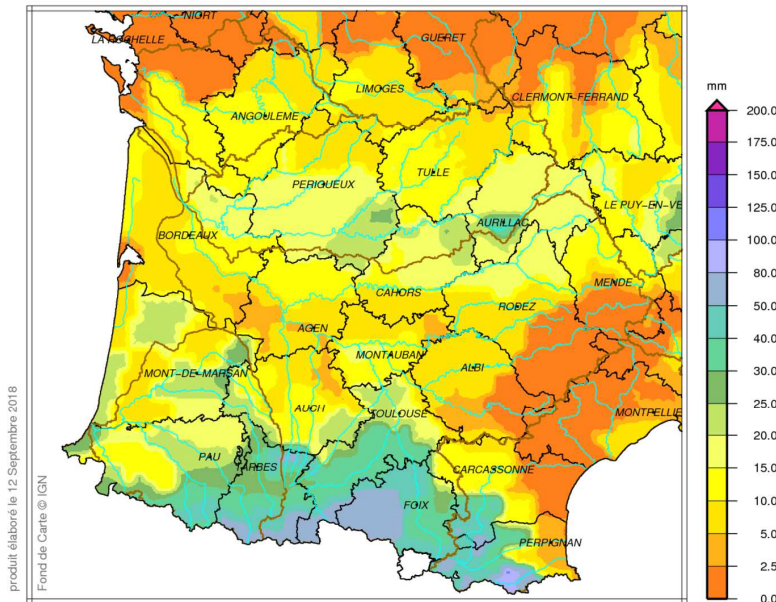 NIORT
LA ROCHELLE
GUERET
LIMOGES
CLERMONT-FERRAND
ANGOULEME
TULLE
PERIGUEUX
LE PUY-EN-VE
AURILLAC
BORDEAUX
MENDE
CAHORS
RODEZ
AGEN
MONTAUBAN
ALBI
MONT-DE-MARSAN
AUCH
TOULOUSE
MONTPELLIE
PAU
TARBES
CARCASSONNE
FOIX
PERPIGNAN
mm
200.0
175.0
150.0
125.0
100.0
80.0
60.0
50.0
40.0
30.0
25.0
20.0
15.0
10.0
5.0
2.5
0.0
produit élaboré le 12 Septembre 2018
Fond de Carte © IGN